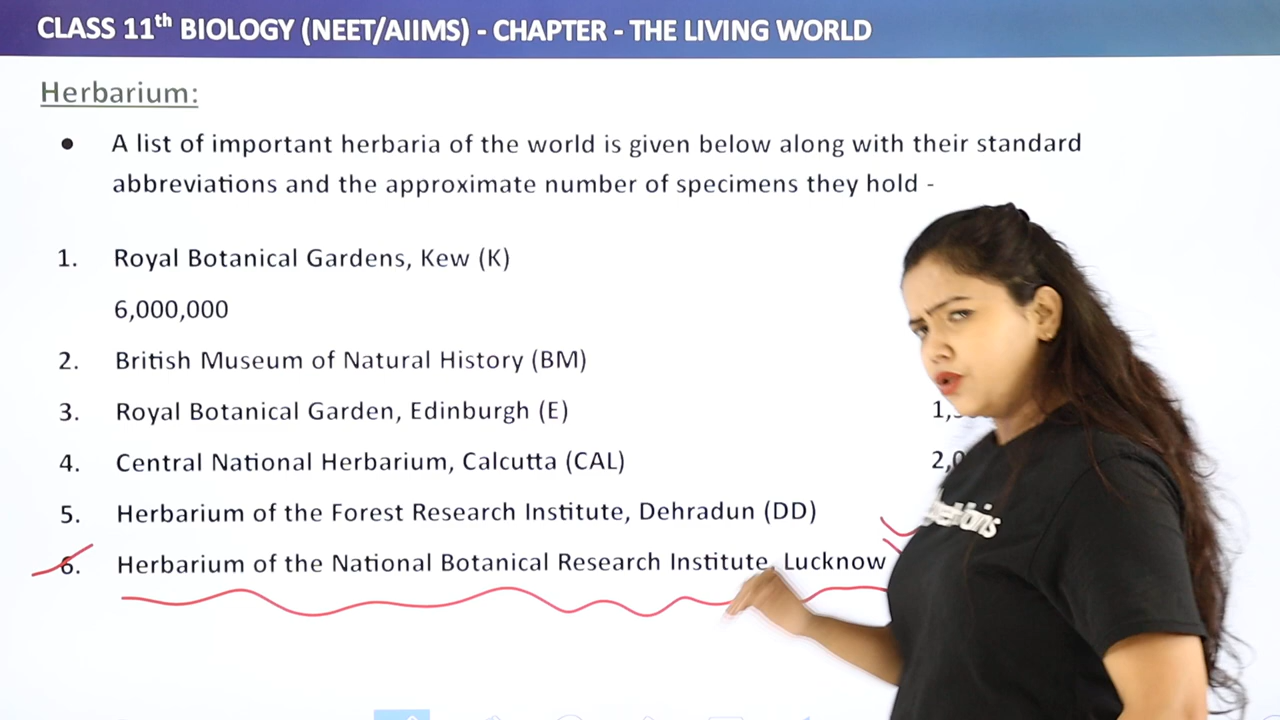 CLASS 11th BIOLOGY (NEET/AIIMS) - CHAPTER - THE LIVING WORLD
Herbarium:
● A list of important herbaria of the world is given below along with their standard
abbreviations and the approximate number of specimens they hold -
1. Royal Botanical Gardens, Kew (K)
6,000,000
2. British Museum of Natural History (BM)
3. Royal Botanical Garden, Edinburgh (E)
4. Central National Herbarium, Calcutta (CAL)
5. Herbarium of the Forest Research Institute, Dehradun (DD)
6. Herbarium of the National Botanical Research Institute, Lucknow